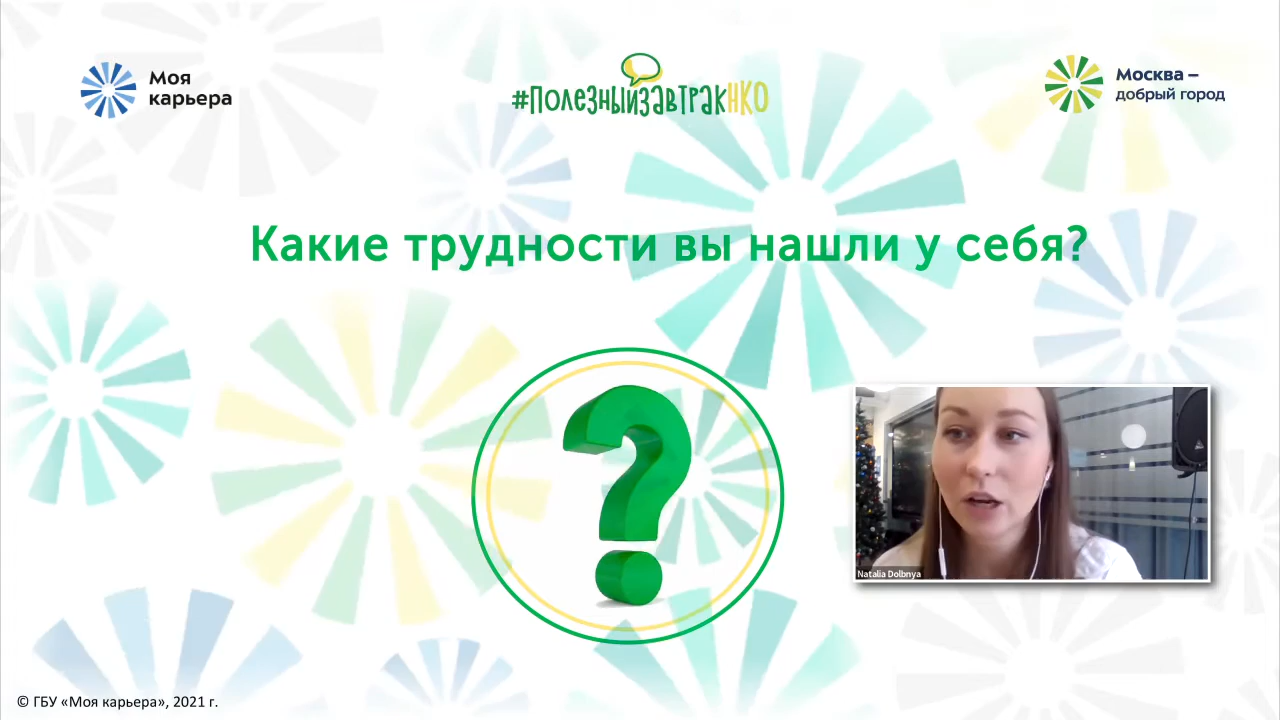 Моя
карьера
#ПолезныйзавтракНКО
Москва –
добрый город
Какие трудности вы нашли у себя?
Natalia Dolbnya
© ГБУ «Моя карьера», 2021 г.